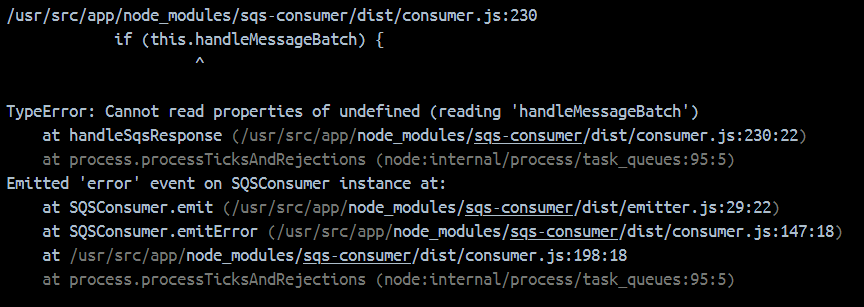 /usr/src/app/node_modules/sqs-consumer/dist/consumer.js:230
            if (this.handleMessageBatch) {
                     ^
TypeError: Cannot read properties of undefined (reading 'handleMessageBatch')
    at handleSqsResponse (/usr/src/app/node_modules/sqs-consumer/dist/consumer.js:230:22)
    at process.processTicksAndRejections (node:internal/process/task_queues:95:5)
Emitted 'error' event on SQSConsumer instance at:
    at SQSConsumer.emit (/usr/src/app/node_modules/sqs-consumer/dist/emitter.js:29:22)
    at SQSConsumer.emitError (/usr/src/app/node_modules/sqs-consumer/dist/consumer.js:147:18)
    at /usr/src/app/node_modules/sqs-consumer/dist/consumer.js:198:18
    at process.processTicksAndRejections (node:internal/process/task_queues:95:5)